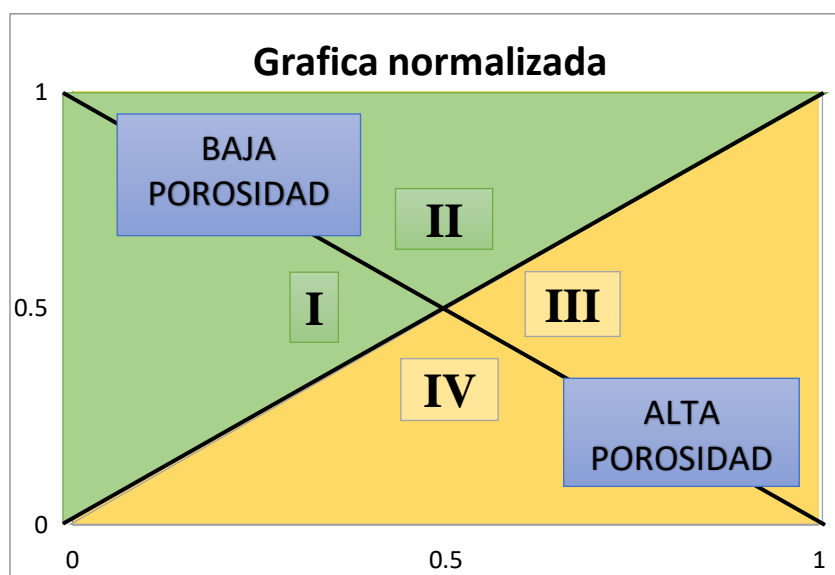 Grafica normalizada
1
BAJA
POROSIDAD
II
0.5
I
III
IV
ALTA
POROSIDAD
0
0
0.5
1